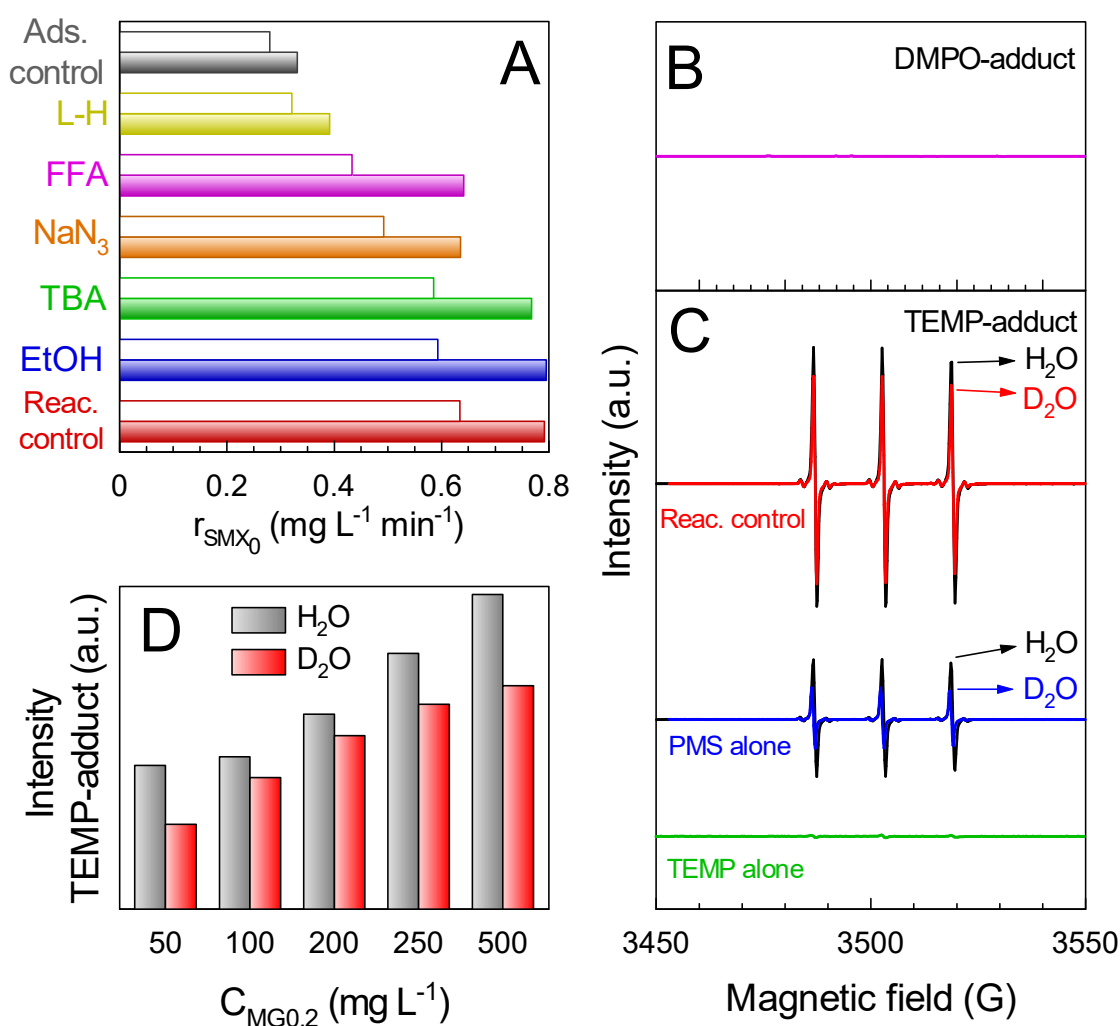 A
Ads.
control
L-H
FFA
NaN₃
TBA
EtOH
Reac.
control
0
0.2
0.4
0.6
0.8
r_SMX₀ (mg L⁻¹ min⁻¹)
B
DMPO-adduct
C
TEMP-adduct
H₂O
D₂O
Reac. control
H₂O
D₂O
PMS alone
TEMP alone
Intensity (a.u.)
3450
3500
3550
Magnetic field (G)
D
H₂O
D₂O
Intensity
TEMP-adduct (a.u.)
50
100
200
250
500
C_MG0,2 (mg L⁻¹)